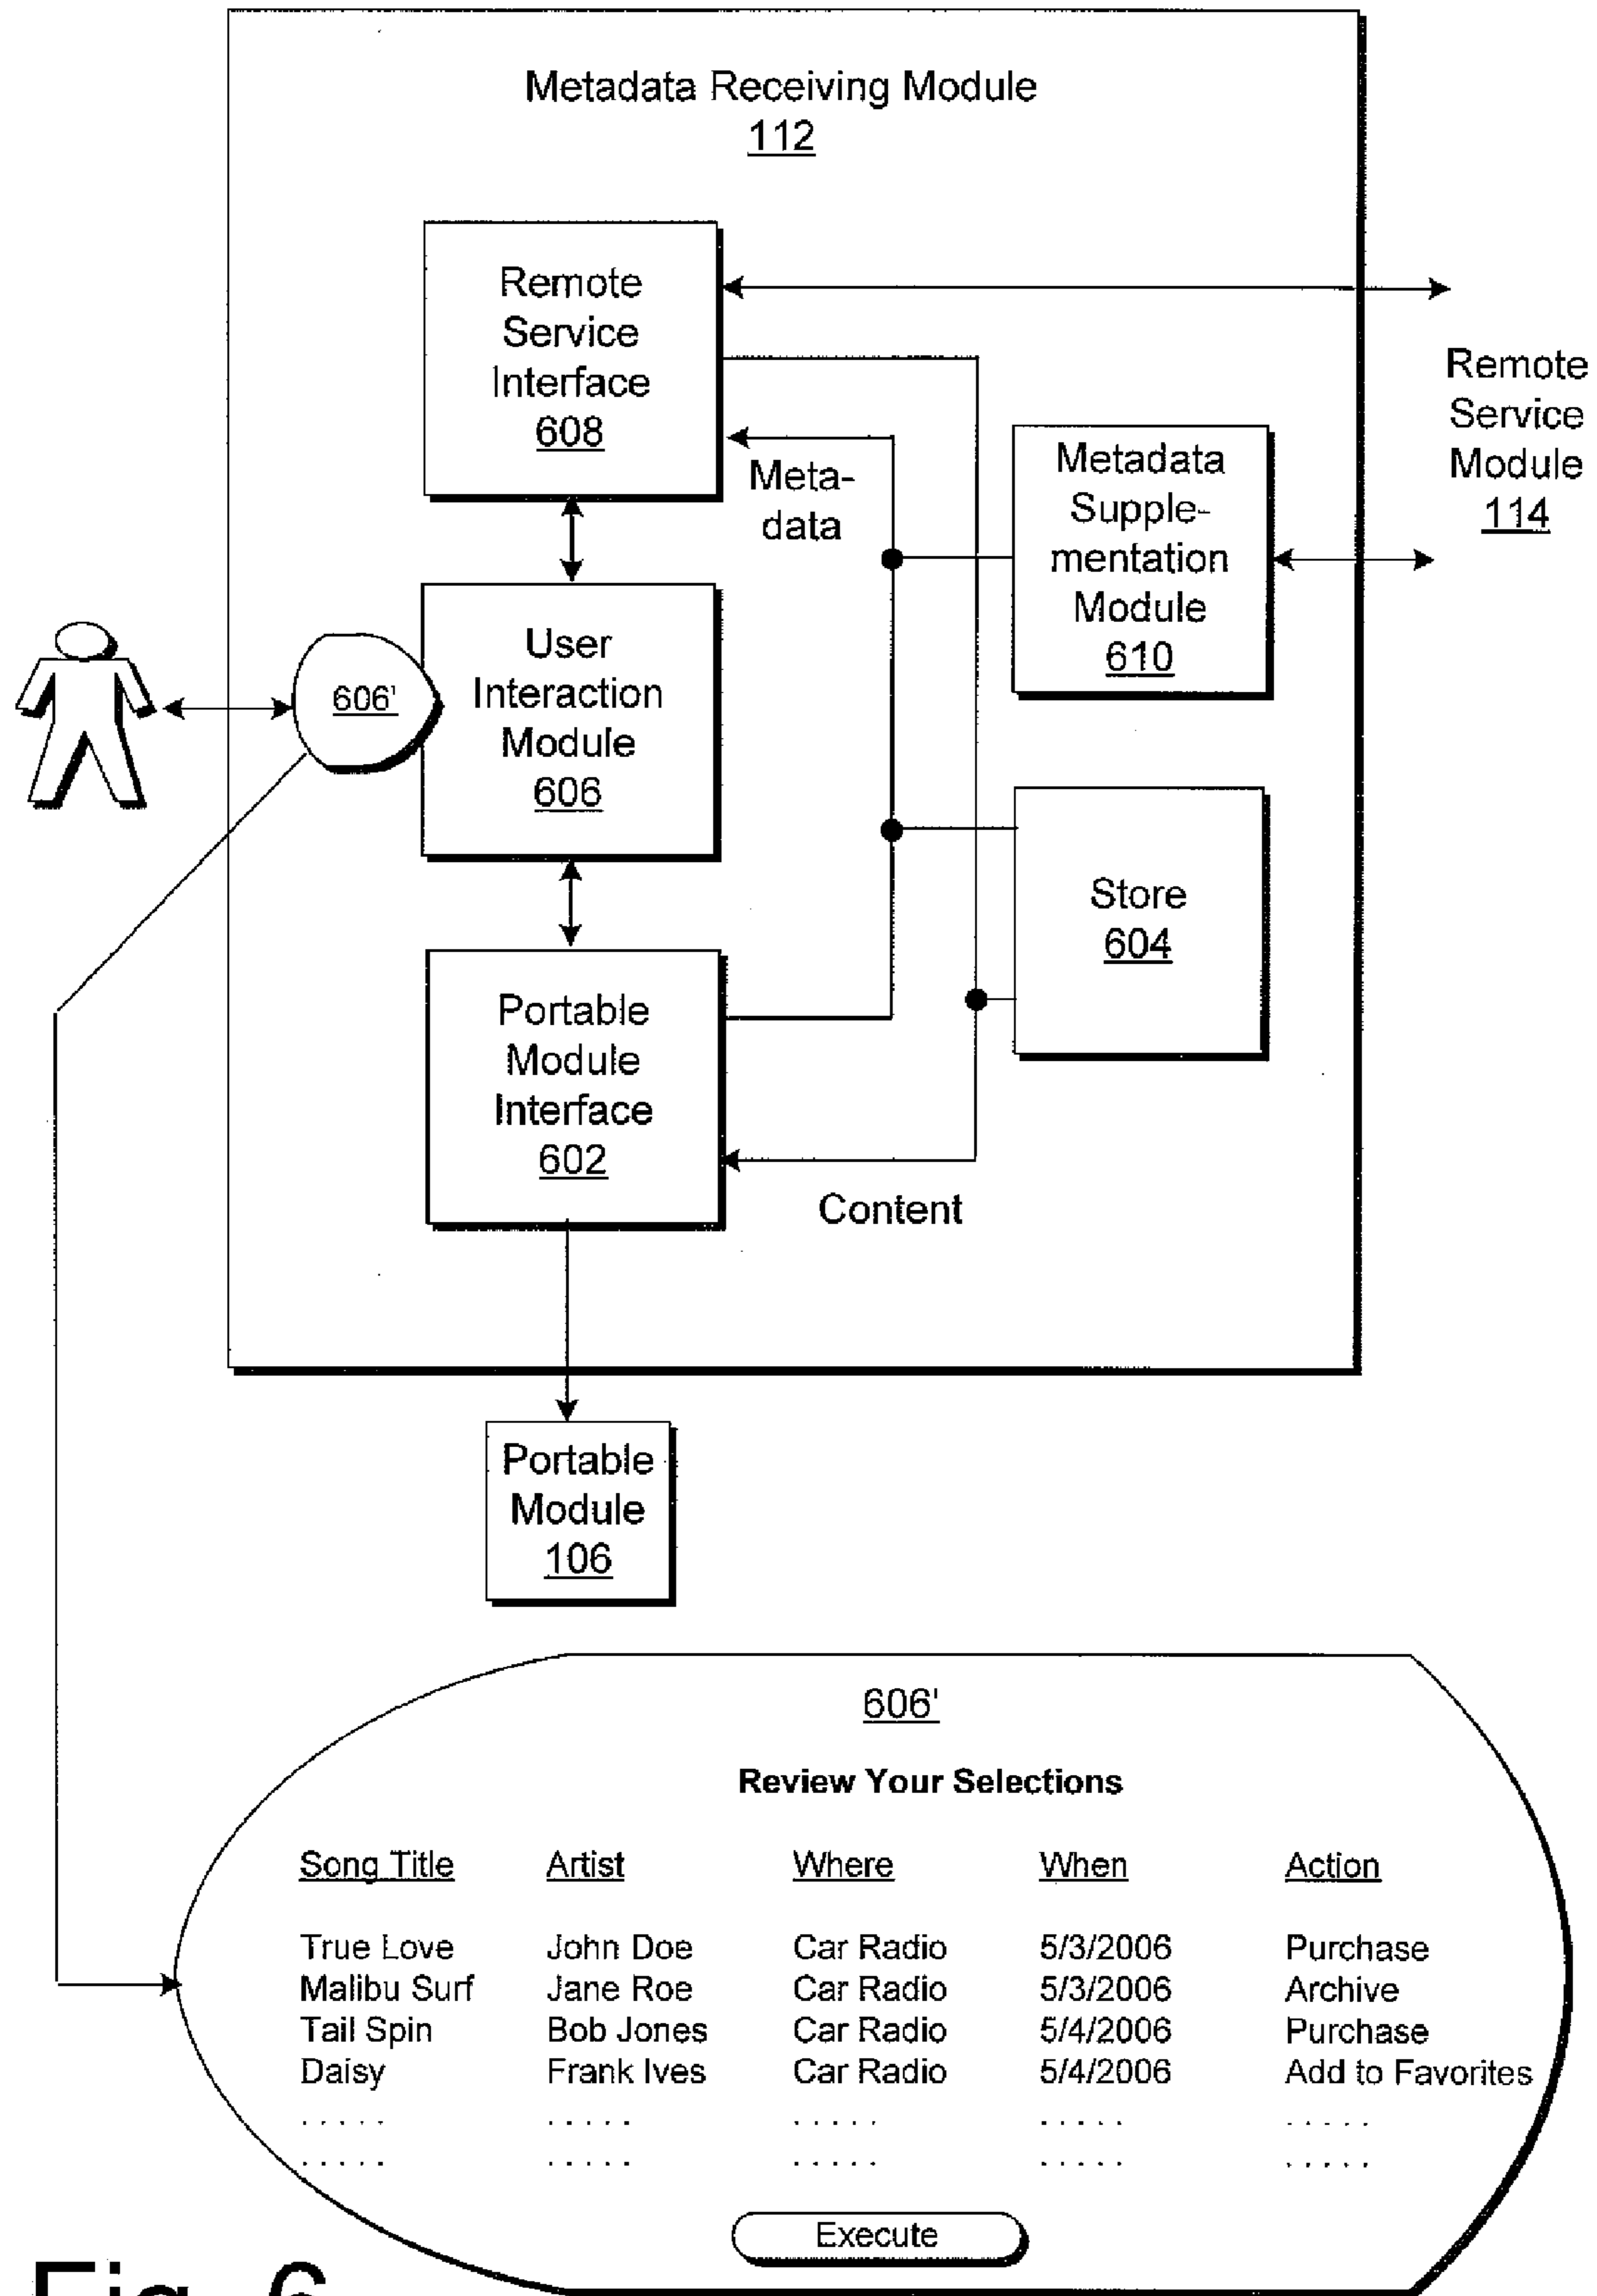 Metadata Receiving Module
112
Remote
Service
Interface
608
Remote
Service
Module
114
Meta-
data
Metadata
Supple-
mentation
Module
610
606'
User
Interaction
Module
606
Store
604
Portable
Module
Interface
602
Content
Portable
Module
106
606'
Review Your Selections
Song Title Artist Where When Action
True Love John Doe Car Radio 5/3/2006 Purchase
Malibu Surf Jane Roe Car Radio 5/3/2006 Archive
Tail Spin Bob Jones Car Radio 5/4/2006 Purchase
Daisy Frank Ives Car Radio 5/4/2006 Add to Favorites
. . . . . . . . . . . . . . . . . . . . . . . . .
. . . . . . . . . . . . . . . . . . . . . . . . .
Execute
Fig. 6